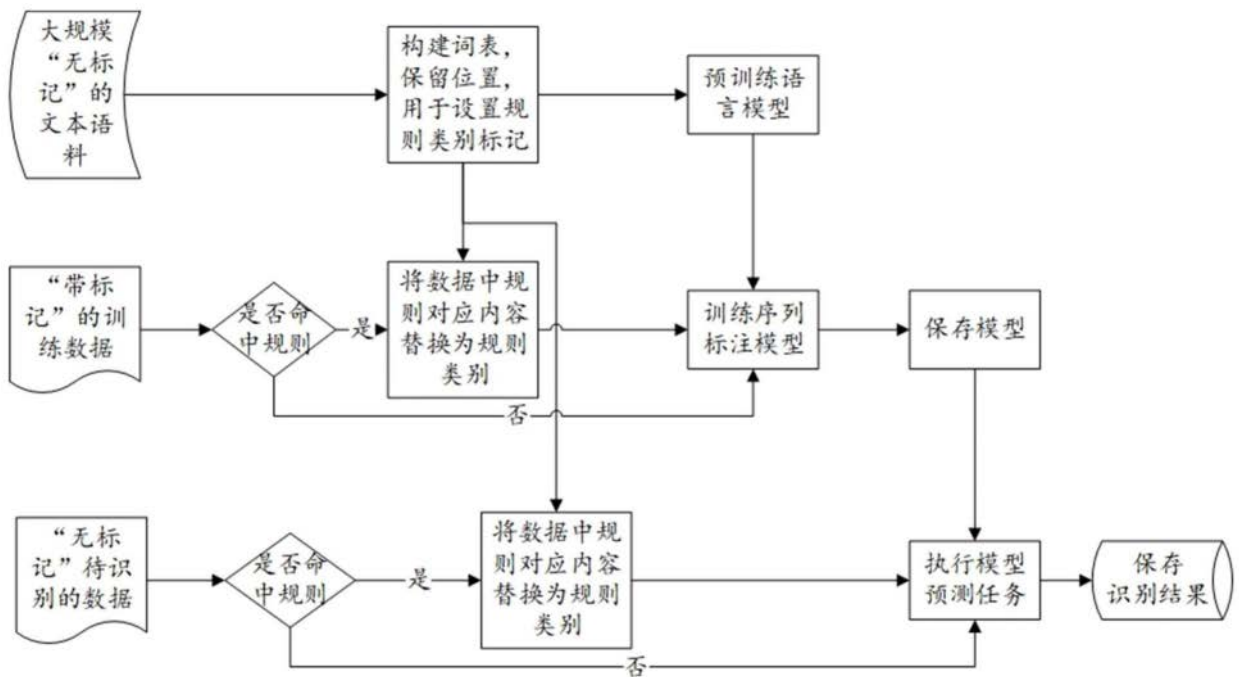 大规模
“无标
记”的
文本语
料
构建词表，
保留位置，
用于设置规
则类别标记
预训练语
言模型
“带标
记”的训
练数据
是否命
中规则
是
将数据中规
则对应内容
替换为规则
类别
训练序列
标注模型
保存模型
否
“无标
记”待识
别的数据
是否命
中规则
是
将数据中规
则对应内容
替换为规则
类别
执行模型
预测任务
保存
识别结果
否